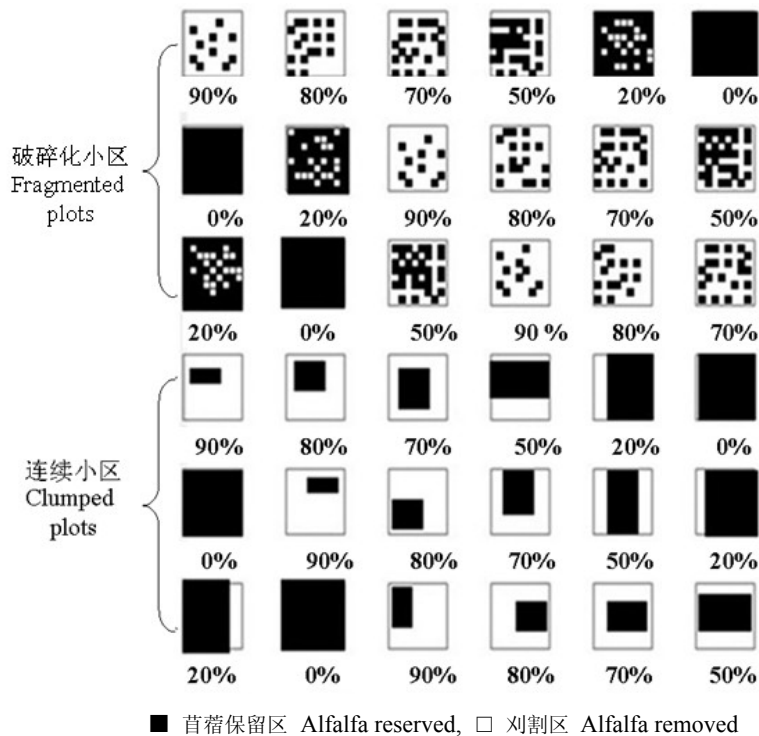 90% 80% 70% 50% 20% 0%
破碎化小区
Fragmented
plots
0% 20% 90% 80% 70% 50%
20% 0% 50% 90 % 80% 70%
90% 80% 70% 50% 20% 0%
连续小区
Clumped
plots
0% 90% 80% 70% 50% 20%
20% 0% 90% 80% 70% 50%
■ 苜蓿保留区 Alfalfa reserved, □ 刈割区 Alfalfa removed